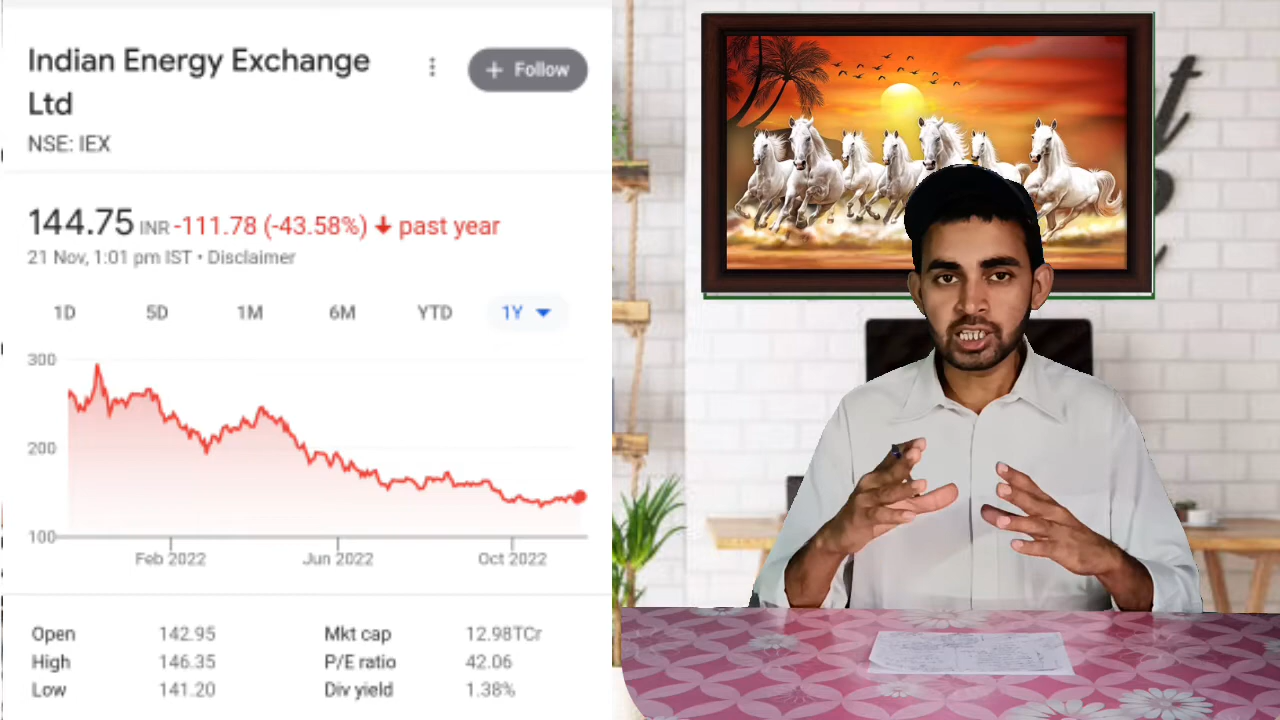 Indian Energy Exchange
Ltd
+ Follow
NSE: IEX
144.75 INR -111.78 (-43.58%) ↓ past year
21 Nov, 1:01 pm IST • Disclaimer
1D 5D 1M 6M YTD 1Y
300
200
100
Feb 2022 Jun 2022 Oct 2022
Open 142.95 Mkt cap 12.98TCr
High 146.35 P/E ratio 42.06
Low 141.20 Div yield 1.38%